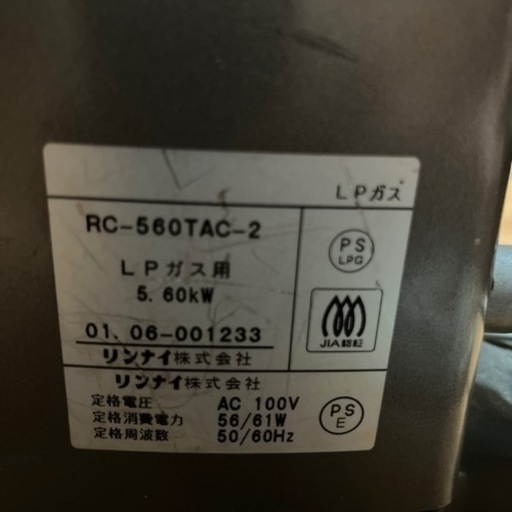 LPガス
RC-560TAC-2
LPガス用
5.60kW
01.06-001233
リンナイ株式会社
PS
LPG
JIA認証
リンナイ株式会社
定格電圧 AC 100V
定格消費電力 56/61W
定格周波数 50/60Hz
PS
E